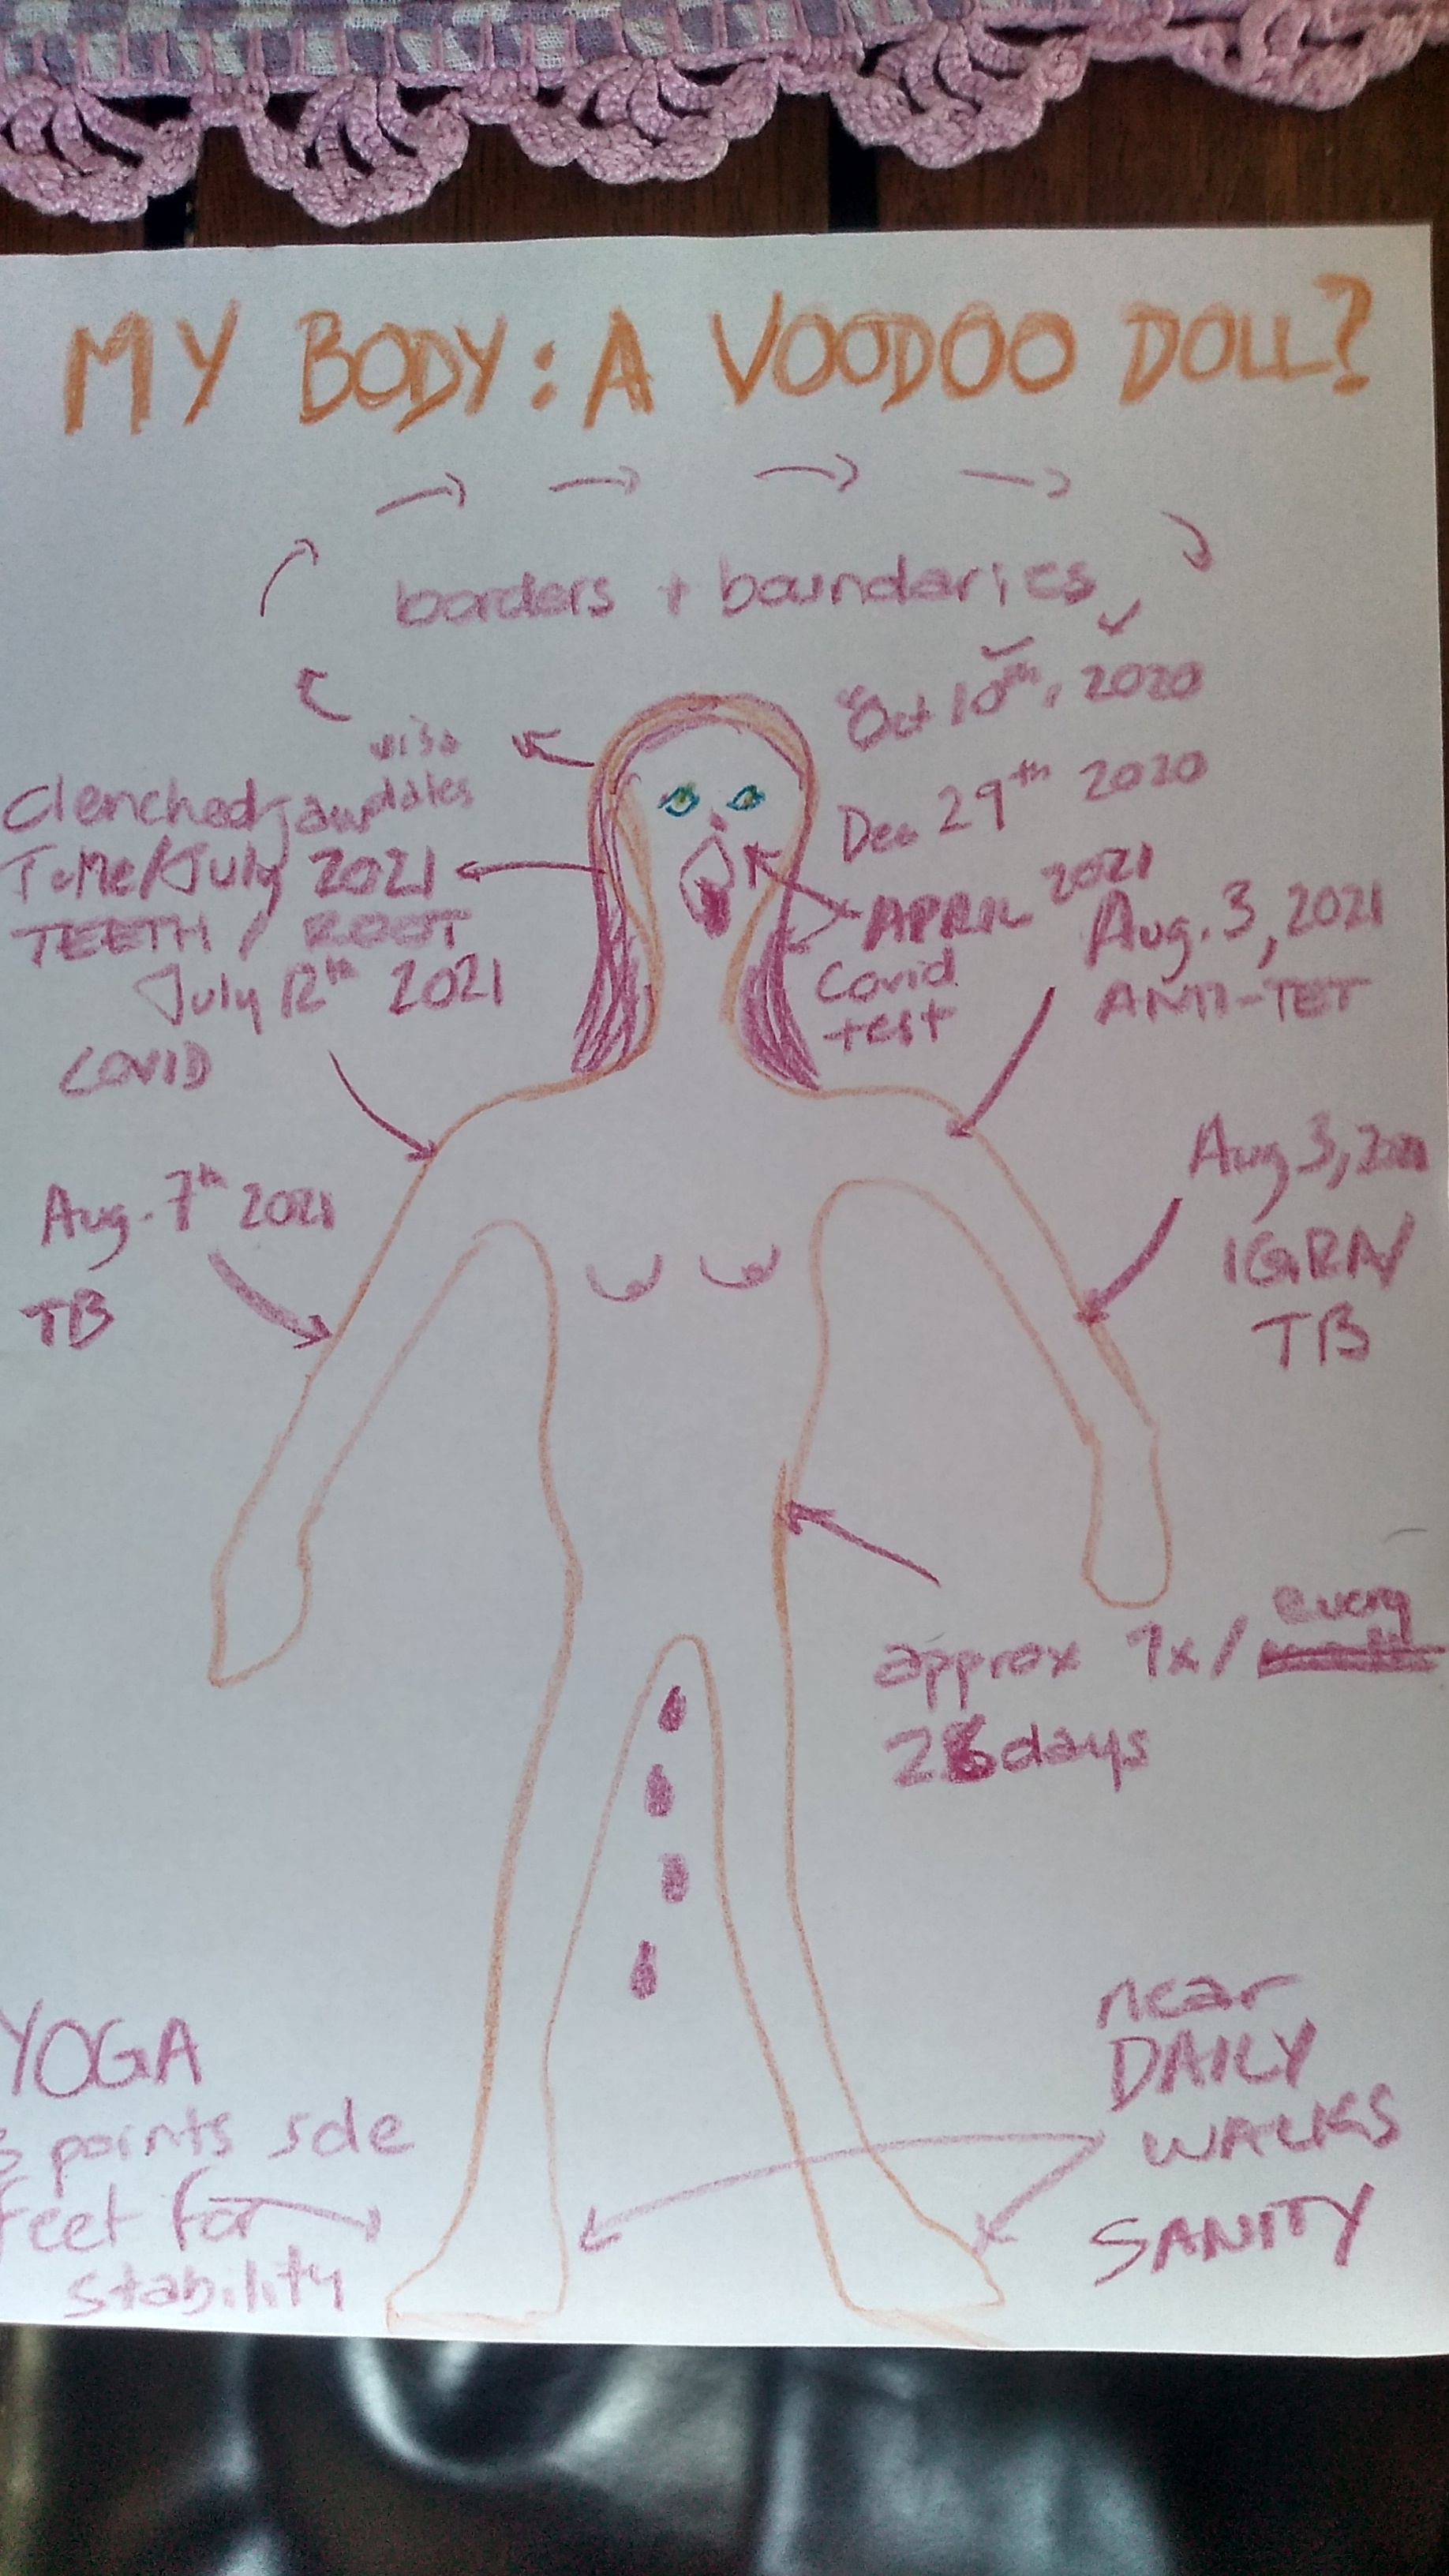 MY BODY: A VOODOO DOLL?
borders + boundaries
Oct 10th, 2020
Dec 29th 2020
APRIL 2021
Covid
test
visa
dates
Clenched jaw
June/July 2021
TEETH / ROOT
July 12th 2021
COVID
Aug. 7th 2021
TB
Aug. 3, 2021
ANTI-TET
Aug 3, 2021
IGRA/
TB
approx 1x/ every
28 days
YOGA
3 points sde
feet for
stability
near
DAILY
WALKS
SANITY